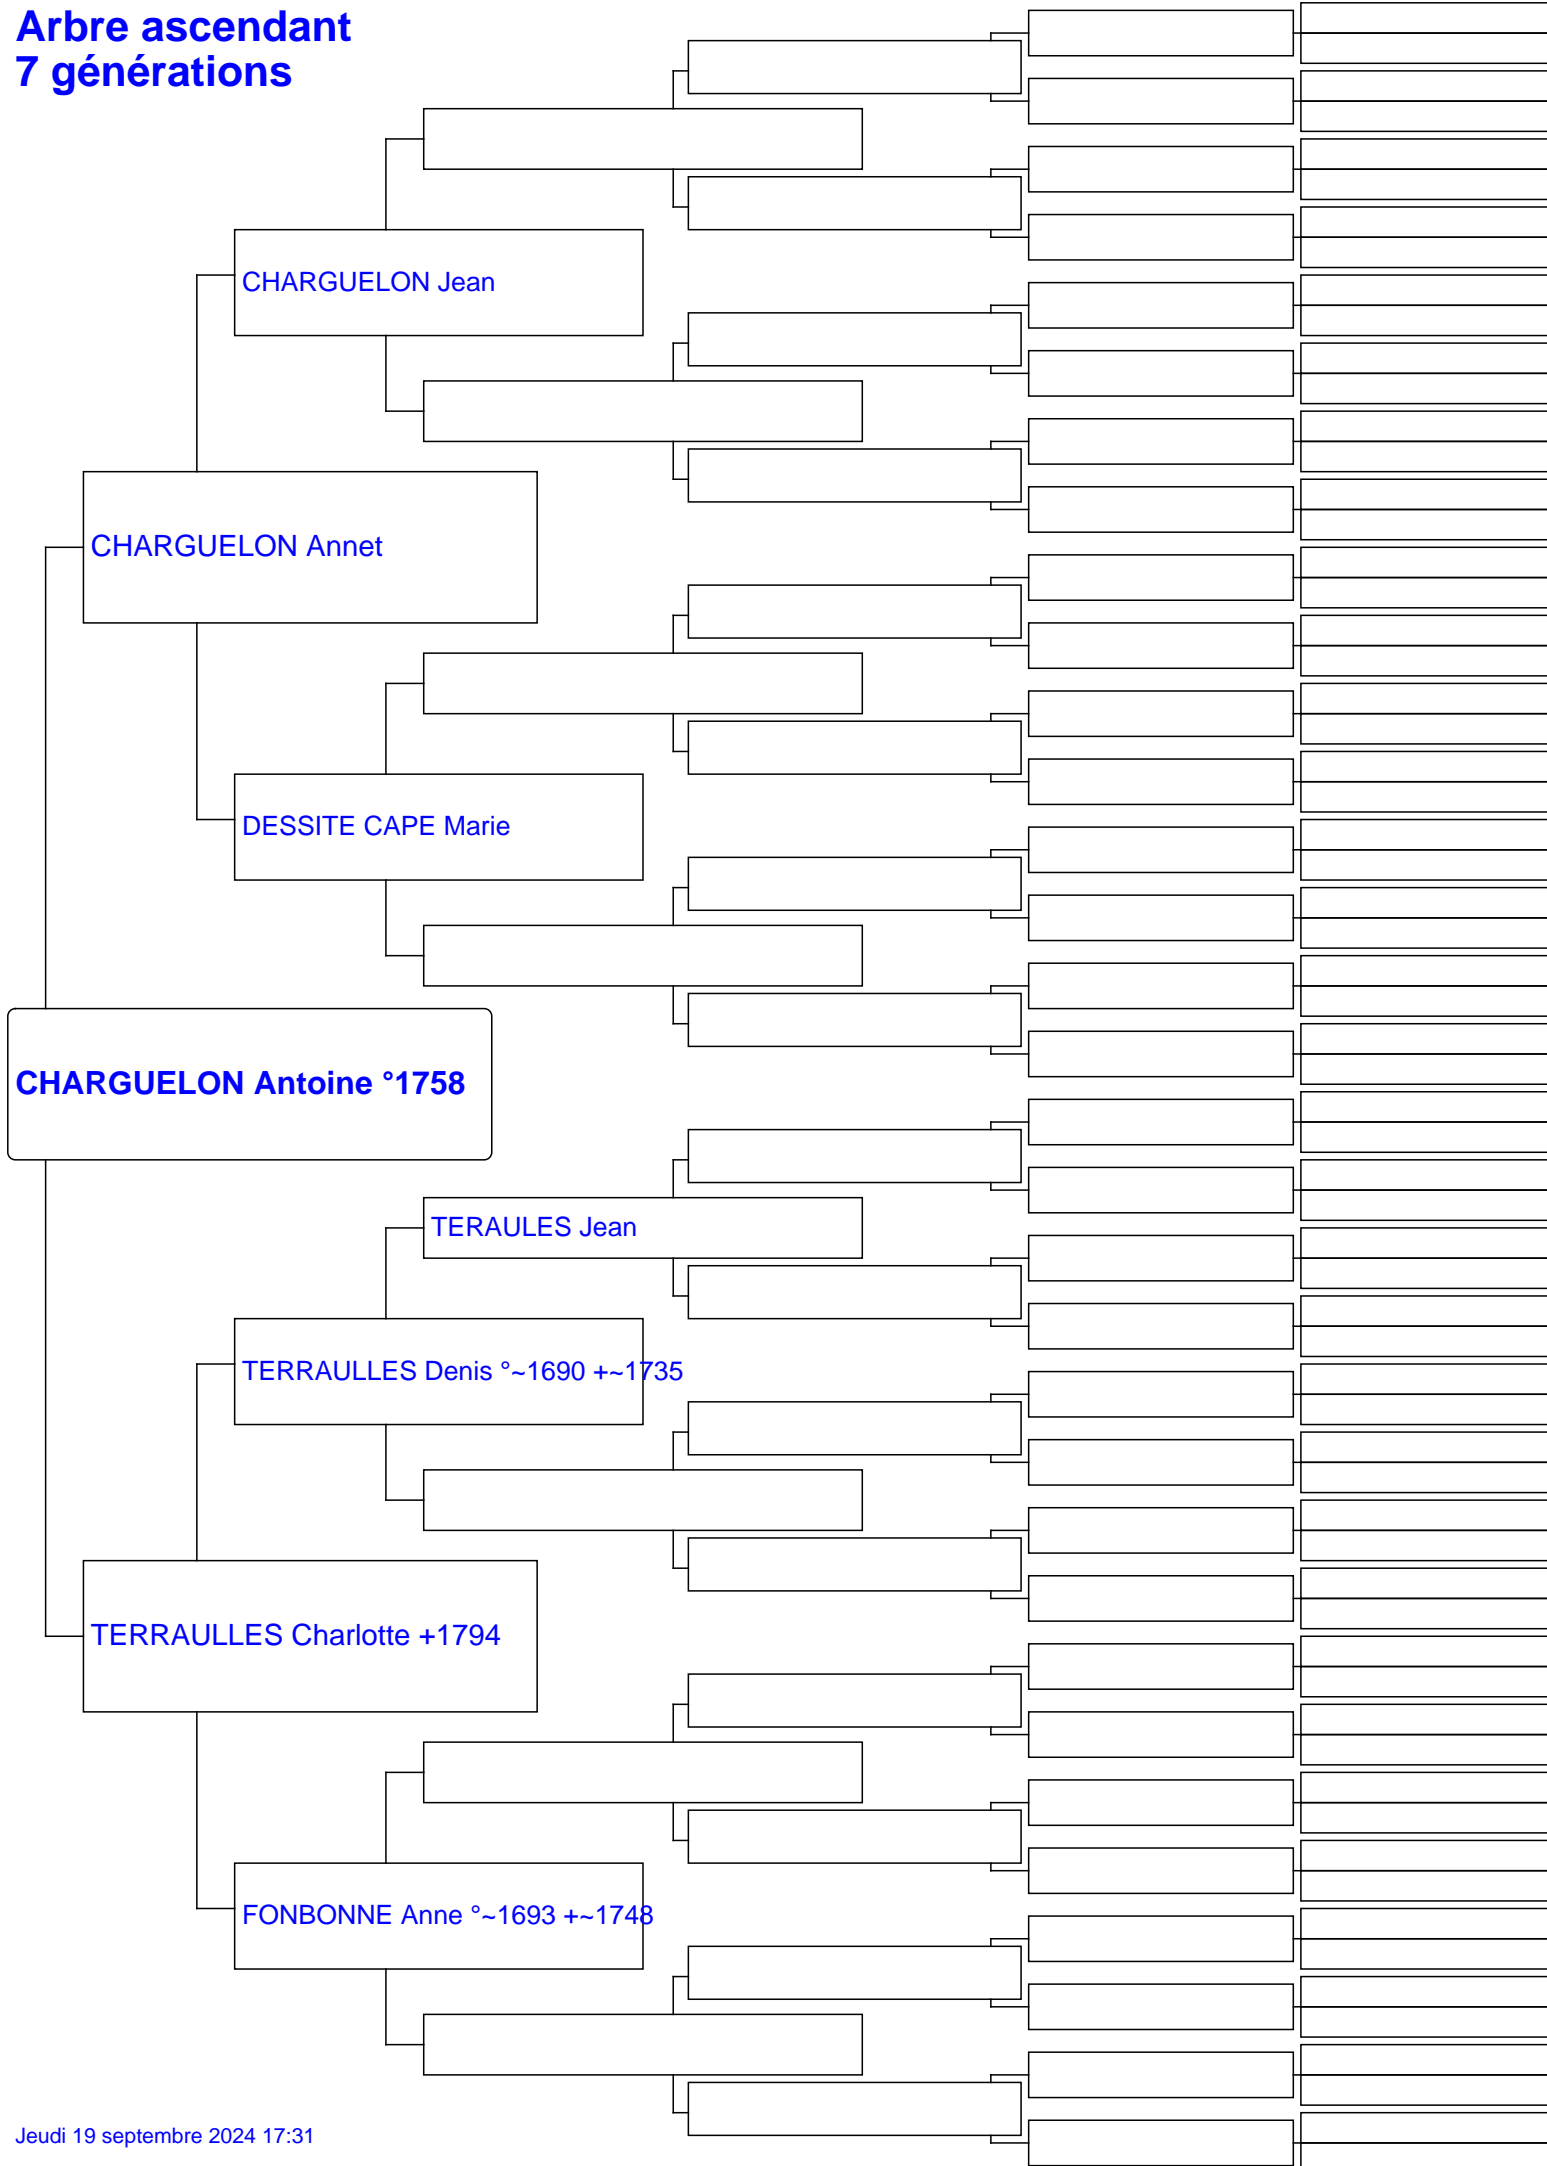 Arbre ascendant
7 générations
CHARGUELON Jean
CHARGUELON Annet
DESSITE CAPE Marie
CHARGUELON Antoine °1758
TERAULES Jean
TERRAULLES Denis °~1690 +~1735
TERRAULLES Charlotte +1794
FONBONNE Anne °~1693 +~1748
Jeudi 19 septembre 2024 17:31